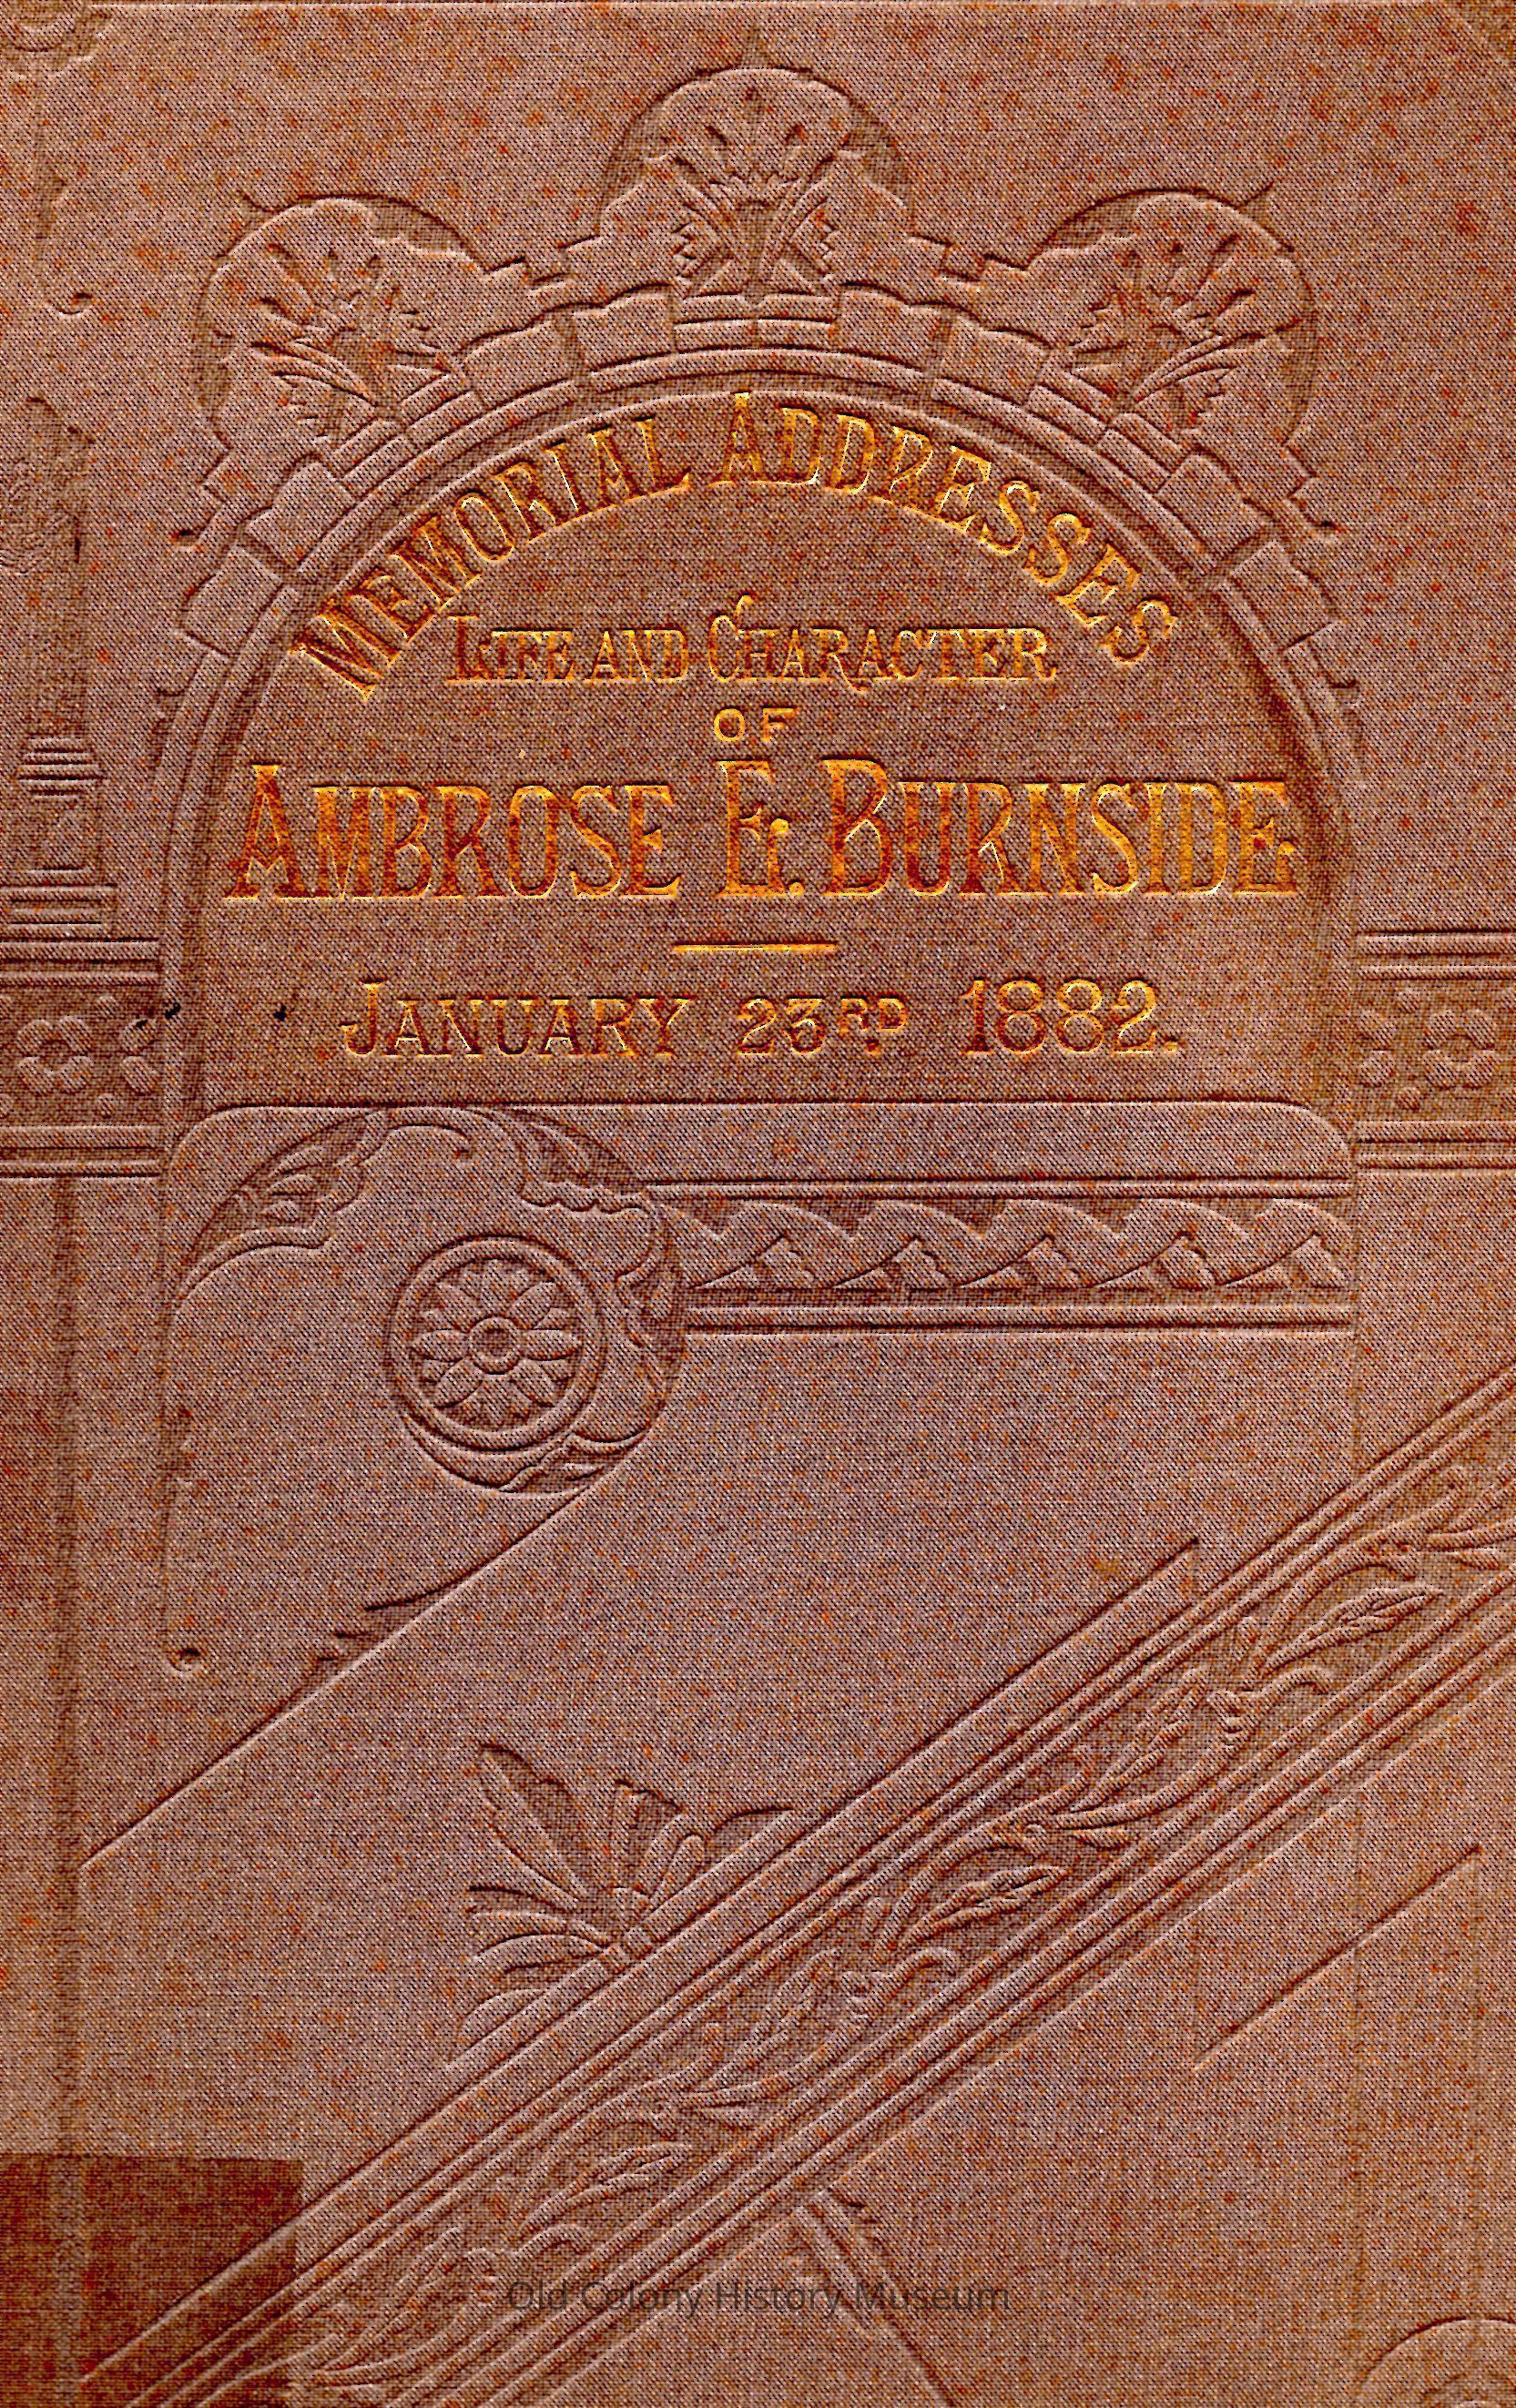 MEMORIAL ADDRESSES
LIFE AND CHARACTER
OF
AMBROSE E. BURNSIDE
JANUARY 23RD 1882.
Old Colony History Museum